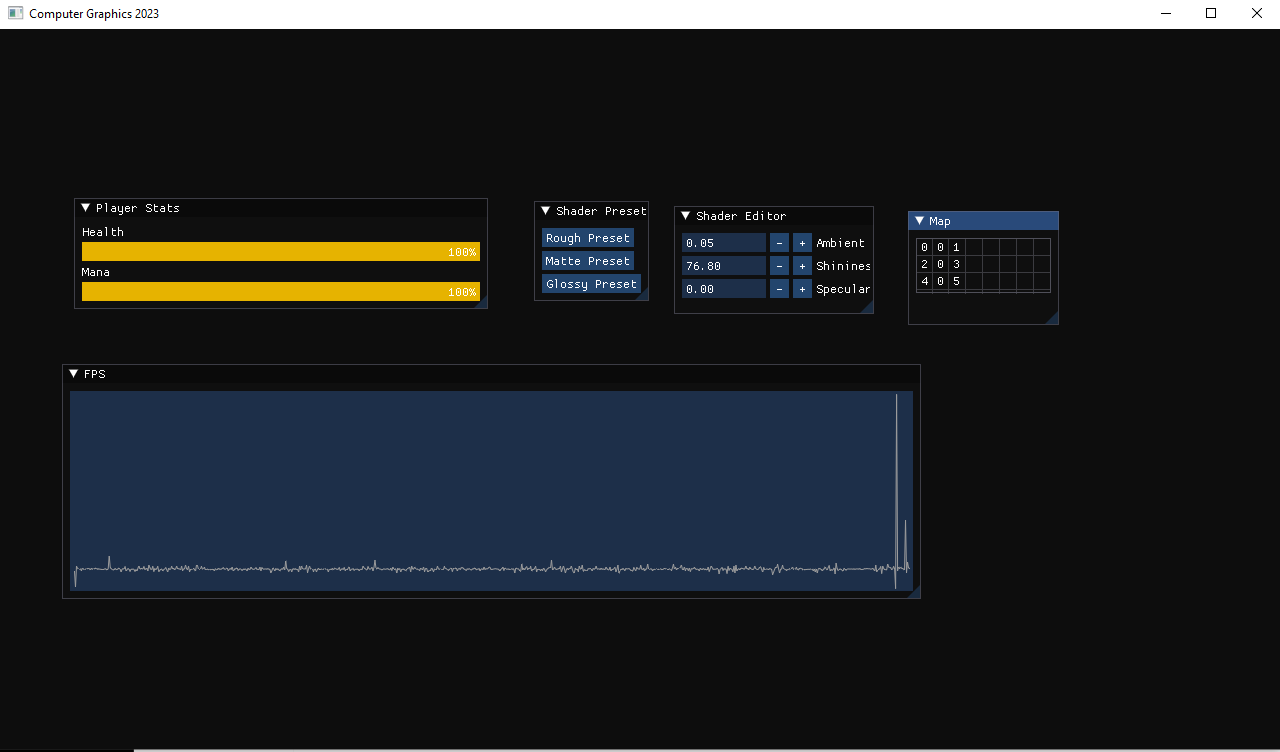 Computer Graphics 2023
Player Stats
Health
100%
Mana
100%
Shader Preset
Rough Preset
Matte Preset
Glossy Preset
Shader Editor
0.05 - + Ambient
76.80 - + Shinines
0.00 - + Specular
Map
0 0 1
2 0 3
4 0 5
FPS